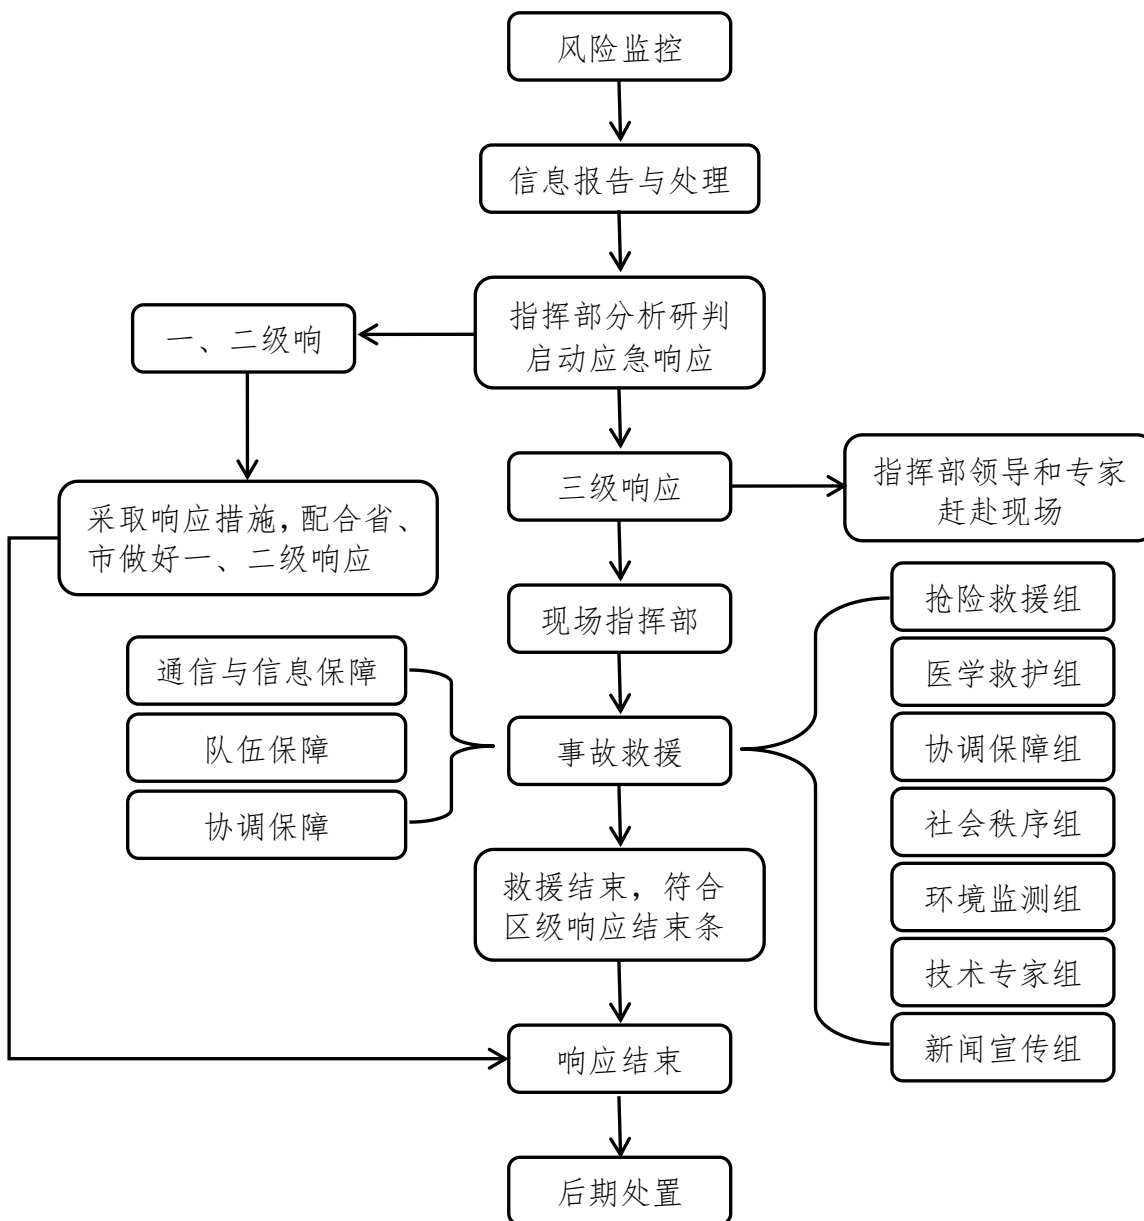 风险监控
信息报告与处理
指挥部分析研判
启动应急响应
一、二级响
采取响应措施，配合省、
市做好一、二级响应
三级响应
指挥部领导和专家
赶赴现场
现场指挥部
通信与信息保障
队伍保障
协调保障
事故救援
抢险救援组
医学救护组
协调保障组
社会秩序组
环境监测组
技术专家组
新闻宣传组
救援结束，符合
区级响应结束条
响应结束
后期处置